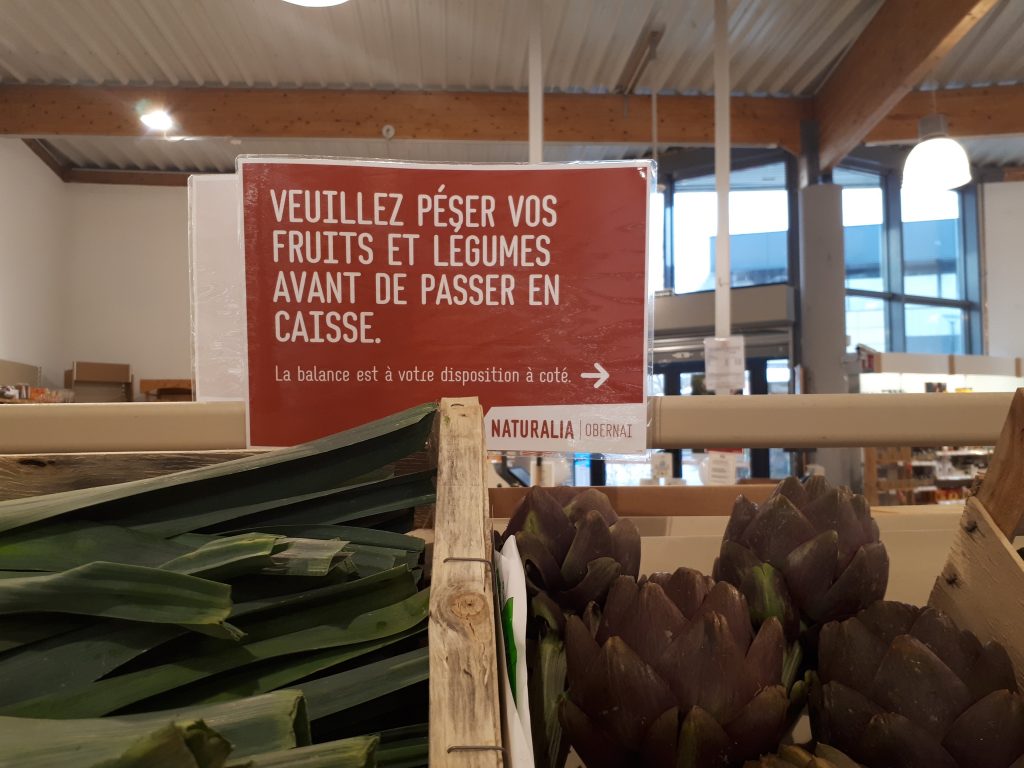 VEUILLEZ PÉSER VOS
FRUITS ET LÉGUMES
AVANT DE PASSER EN
CAISSE.
La balance est à votre disposition à coté.
NATURALIA | OBERNAI